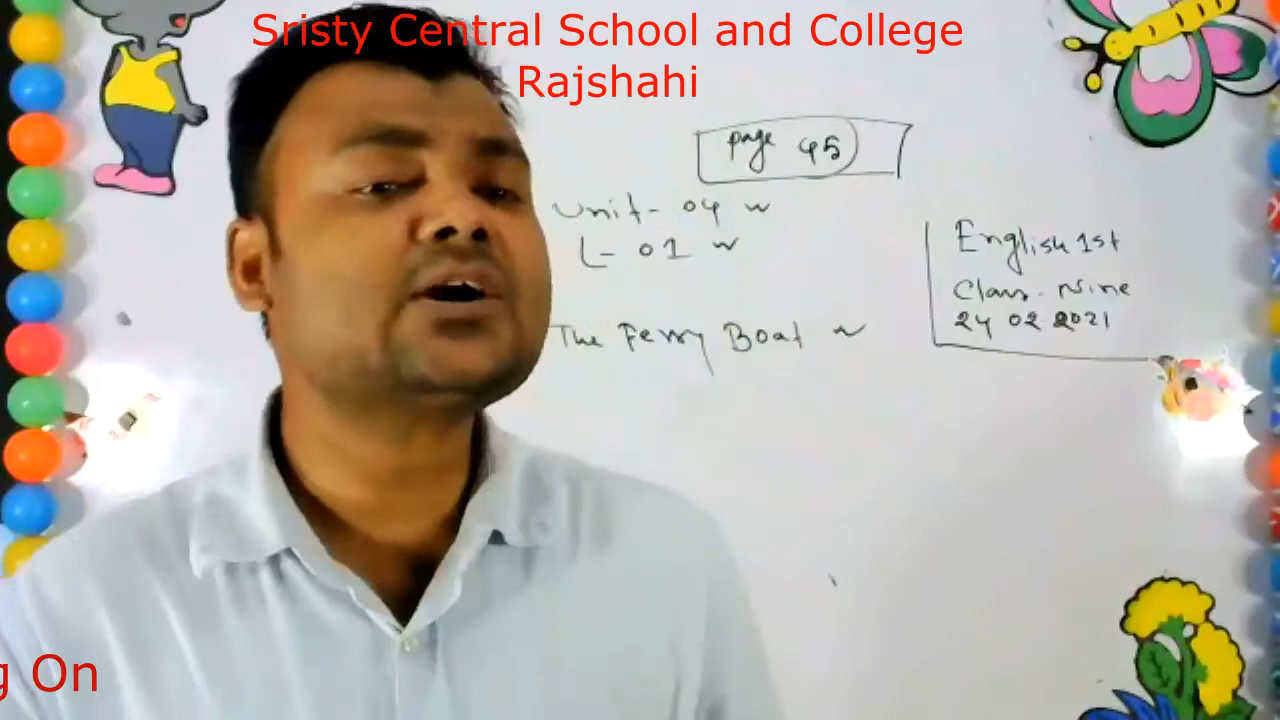 Sristy Central School and College
Rajshahi
page 45
Unit- 04
L- 01
The Ferry Boat
English 1st
Class - Nine
24 02 2021
g On